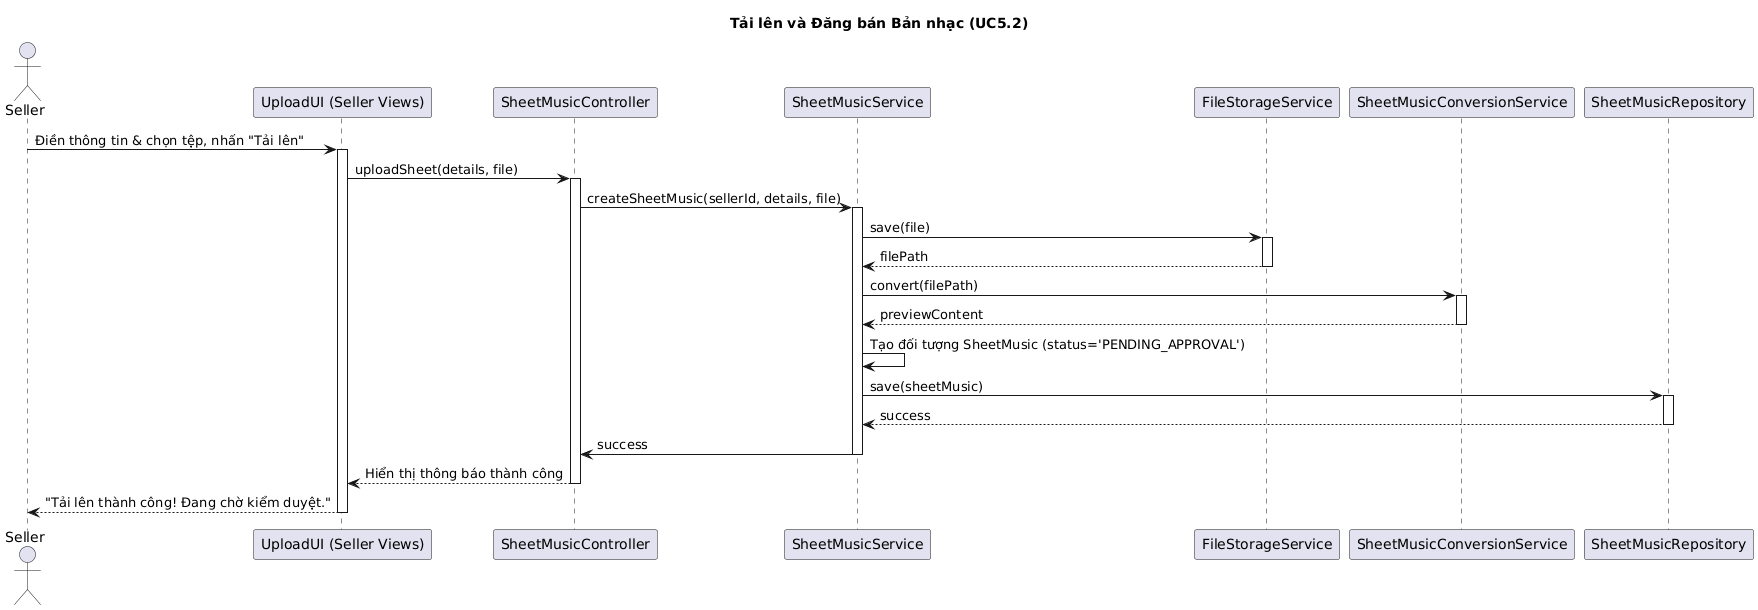 Tải lên và Đăng bán Bản nhạc (UC5.2)
Seller
UploadUI (Seller Views)
SheetMusicController
SheetMusicService
FileStorageService
SheetMusicConversionService
SheetMusicRepository
Điền thông tin & chọn tệp, nhấn "Tải lên"
uploadSheet(details, file)
createSheetMusic(sellerId, details, file)
save(file)
filePath
convert(filePath)
previewContent
Tạo đối tượng SheetMusic (status='PENDING_APPROVAL')
save(sheetMusic)
success
success
Hiển thị thông báo thành công
"Tải lên thành công! Đang chờ kiểm duyệt."
Seller
UploadUI (Seller Views)
SheetMusicController
SheetMusicService
FileStorageService
SheetMusicConversionService
SheetMusicRepository